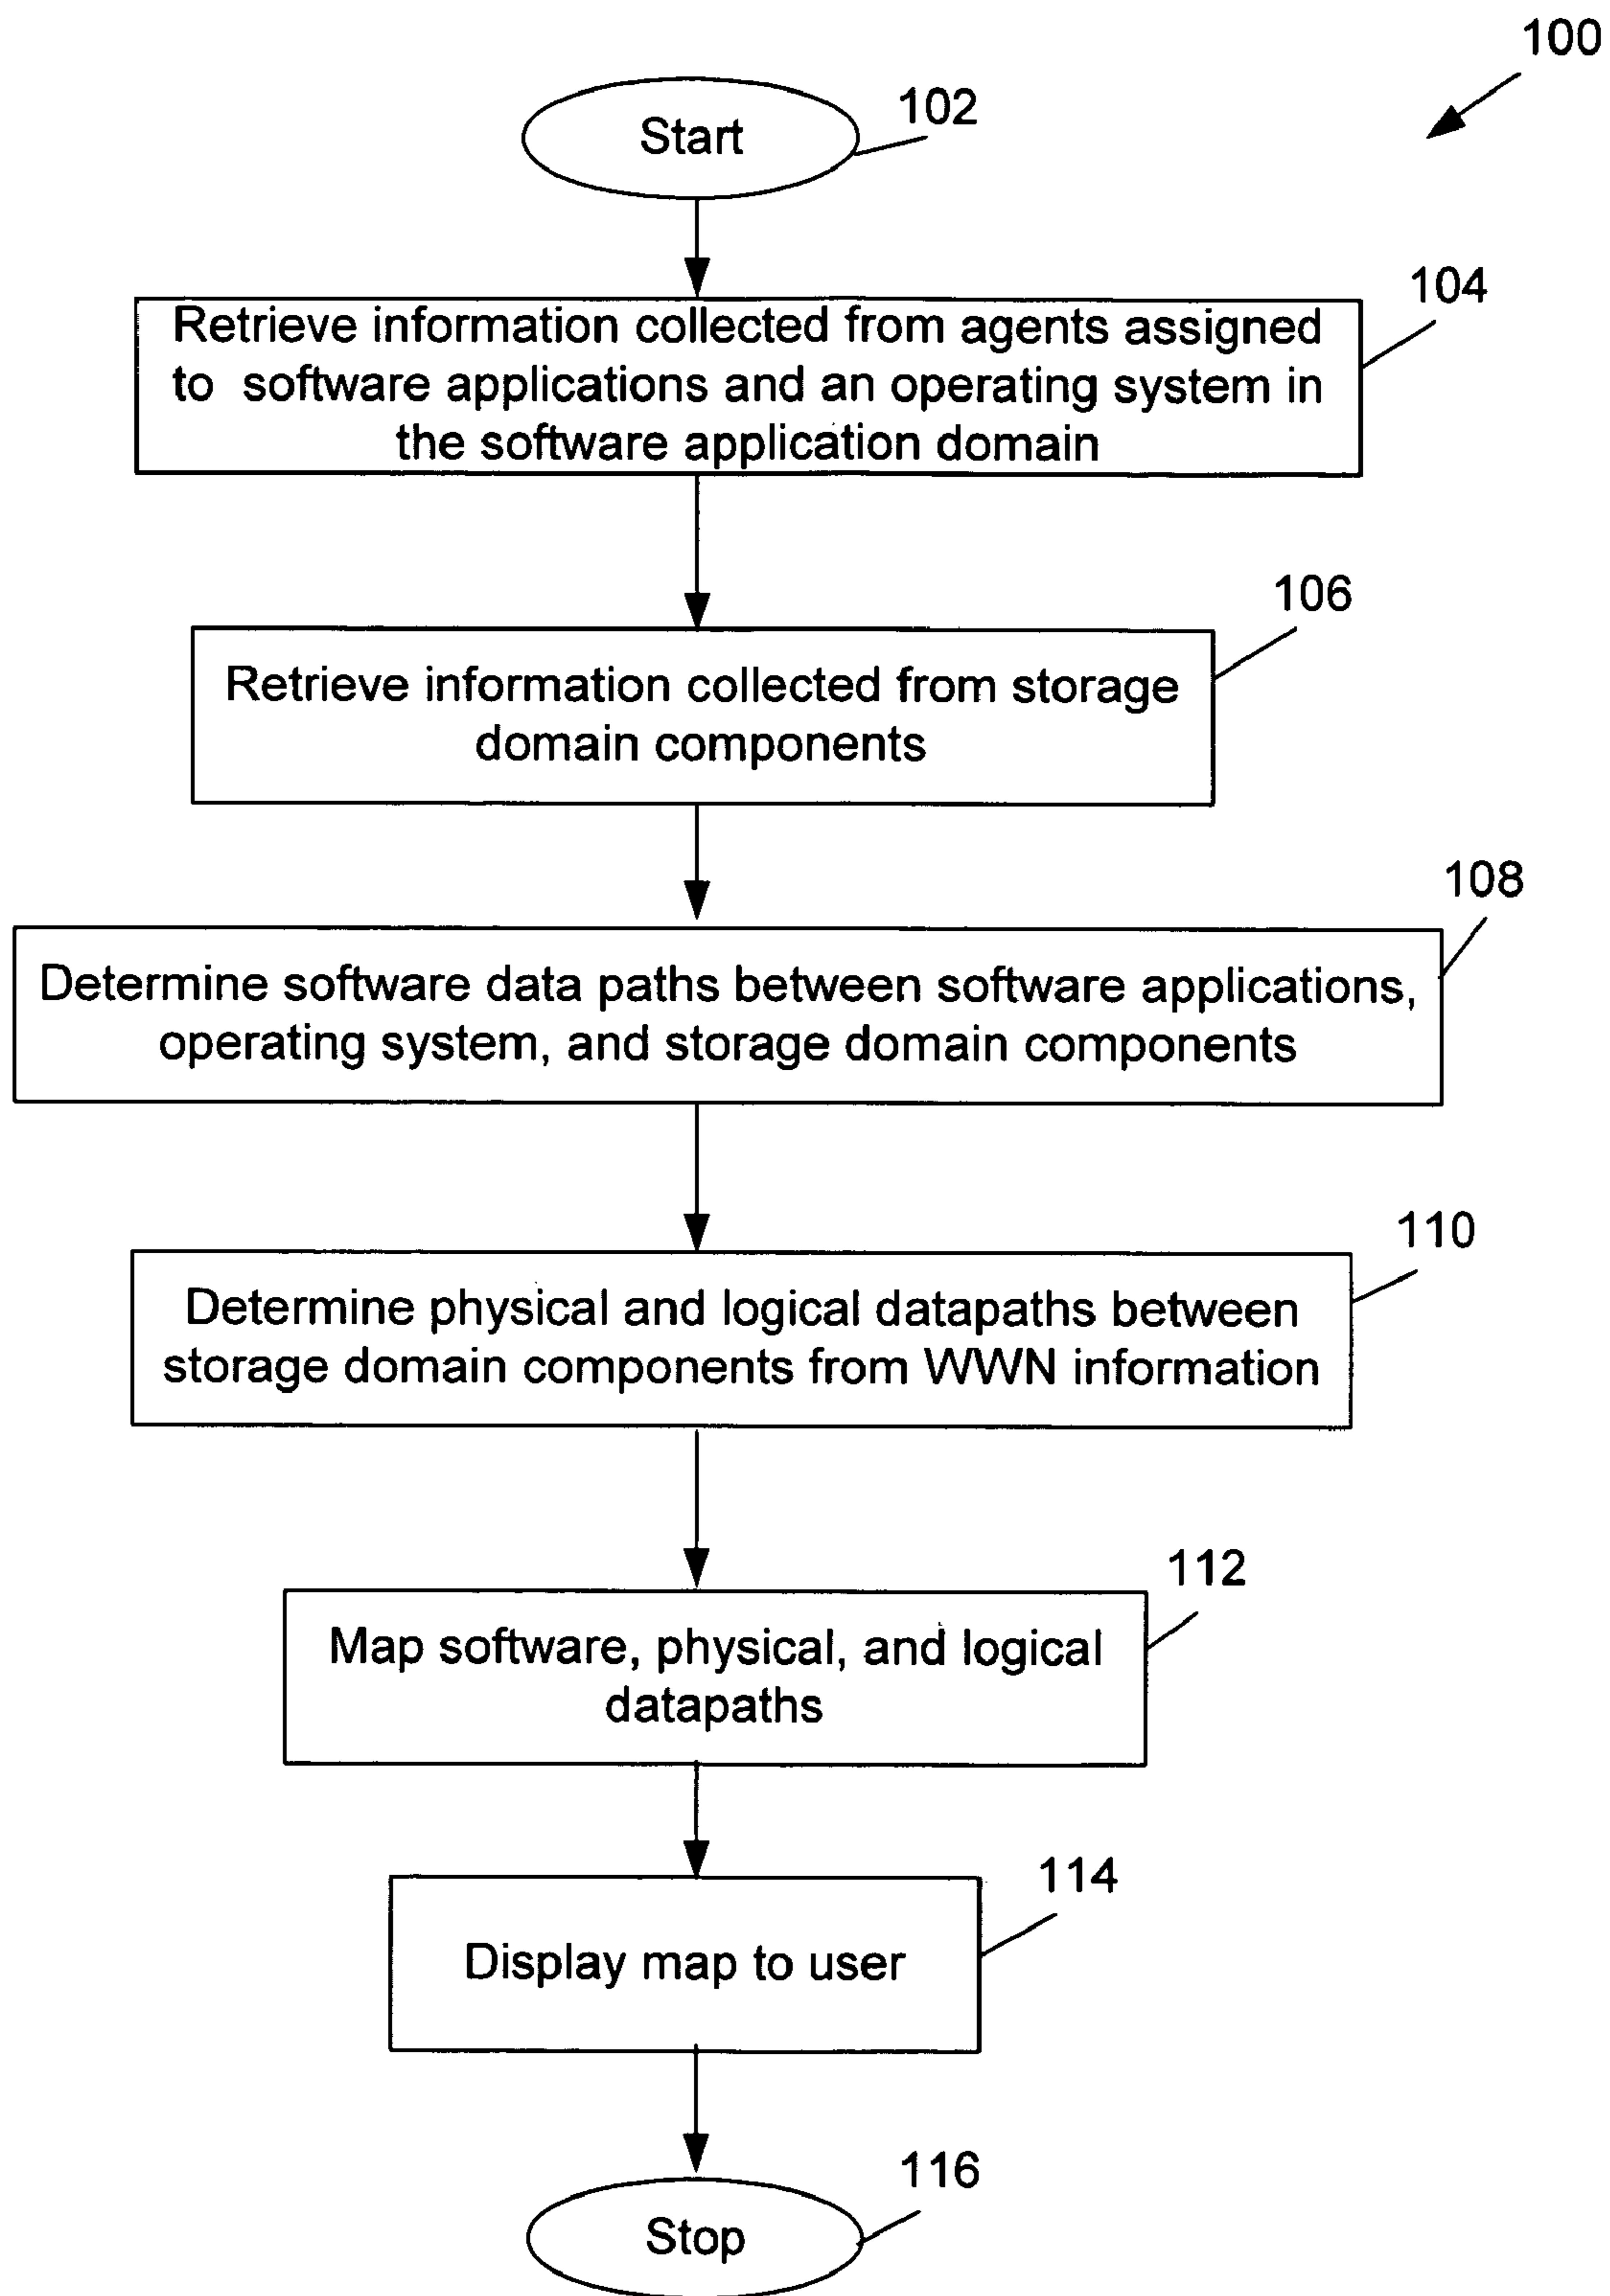 100
Start
102
104
Retrieve information collected from agents assigned
to software applications and an operating system in
the software application domain
106
Retrieve information collected from storage
domain components
108
Determine software data paths between software applications,
operating system, and storage domain components
110
Determine physical and logical datapaths between
storage domain components from WWN information
112
Map software, physical, and logical
datapaths
114
Display map to user
116
Stop